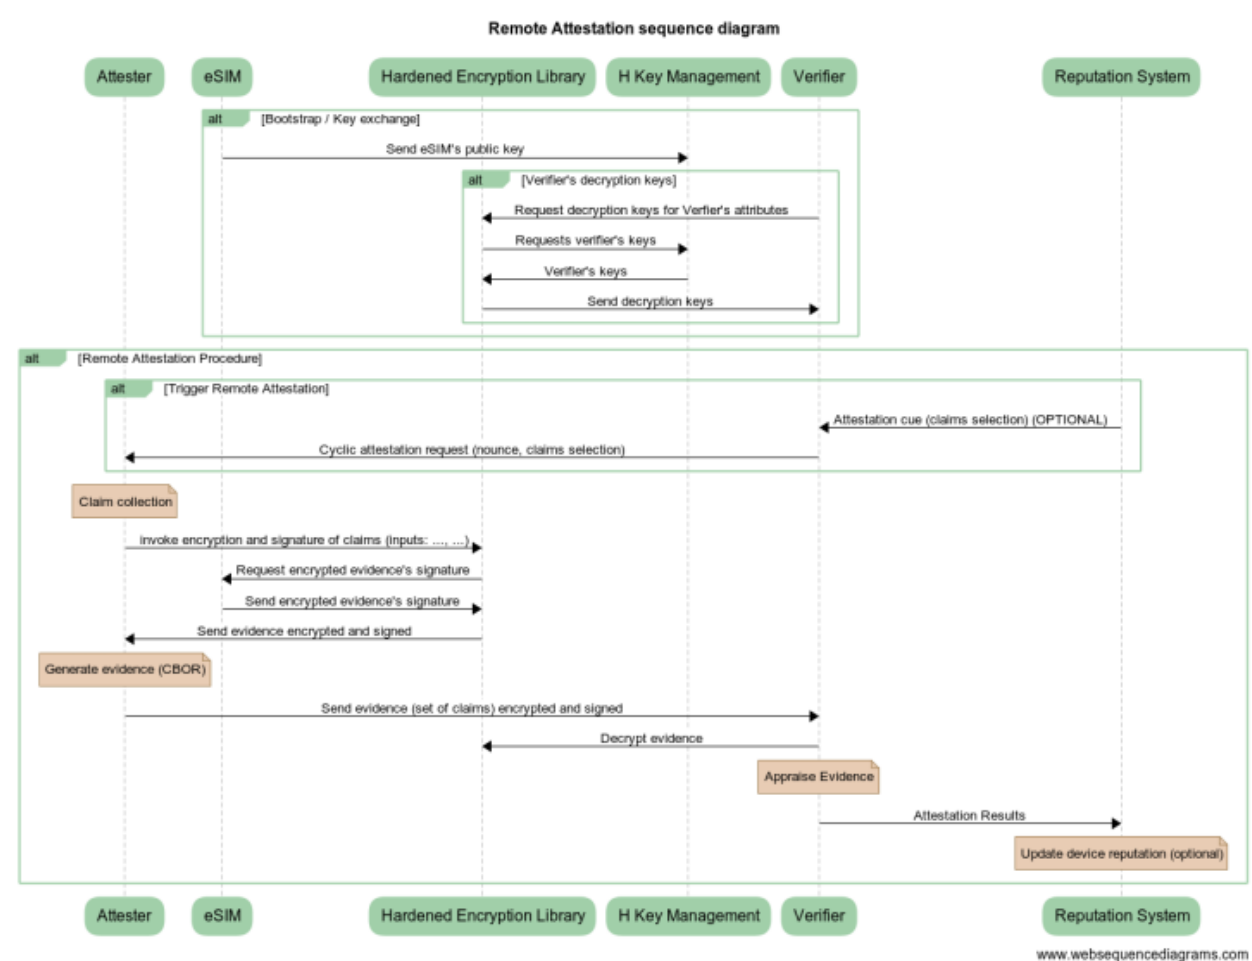 Remote Attestation sequence diagram
Attester
eSIM
Hardened Encryption Library
H Key Management
Verifier
Reputation System
alt
[Bootstrap / Key exchange]
Send eSIM's public key
alt
[Verifier's decryption keys]
Request decryption keys for Verfier's attributes
Requests verifier's keys
Verifier's keys
Send decryption keys
alt
[Remote Attestation Procedure]
alt
[Trigger Remote Attestation]
Attestation cue (claims selection) (OPTIONAL)
Cyclic attestation request (nounce, claims selection)
Claim collection
Invoke encryption and signature of claims (inputs: ..., ...)
Request encrypted evidence's signature
Send encrypted evidence's signature
Send evidence encrypted and signed
Generate evidence (CBOR)
Send evidence (set of claims) encrypted and signed
Decrypt evidence
Appraise Evidence
Attestation Results
Update device reputation (optional)
Attester
eSIM
Hardened Encryption Library
H Key Management
Verifier
Reputation System
www.websequencediagrams.com